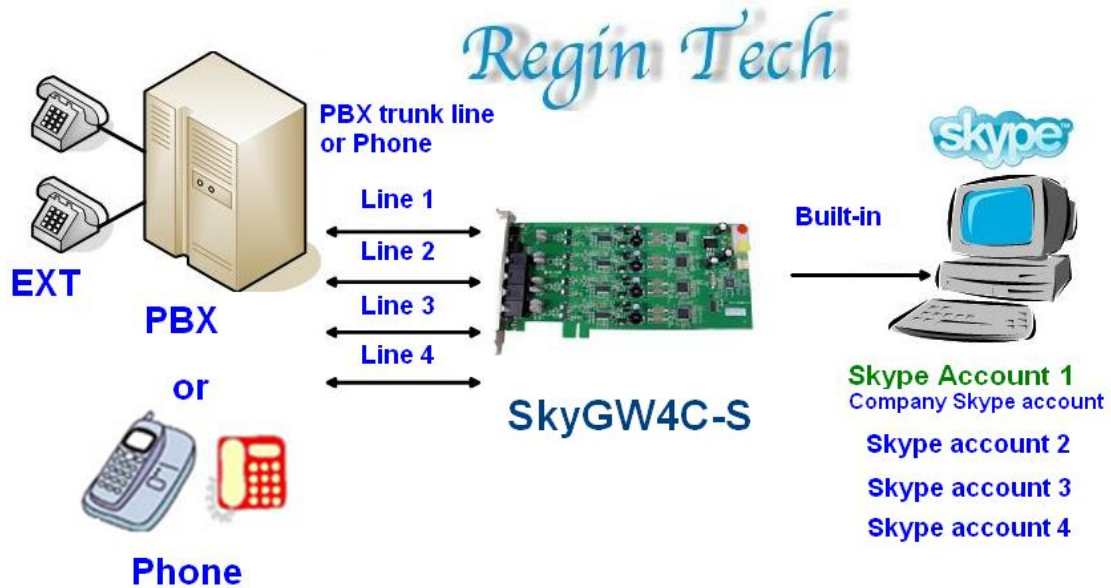 Regin Tech
PBX trunk line
or Phone
Line 1
Line 2
Line 3
Line 4
EXT
PBX
or
Phone
SkyGW4C-S
Built-in
skype
Skype Account 1
Company Skype account
Skype account 2
Skype account 3
Skype account 4